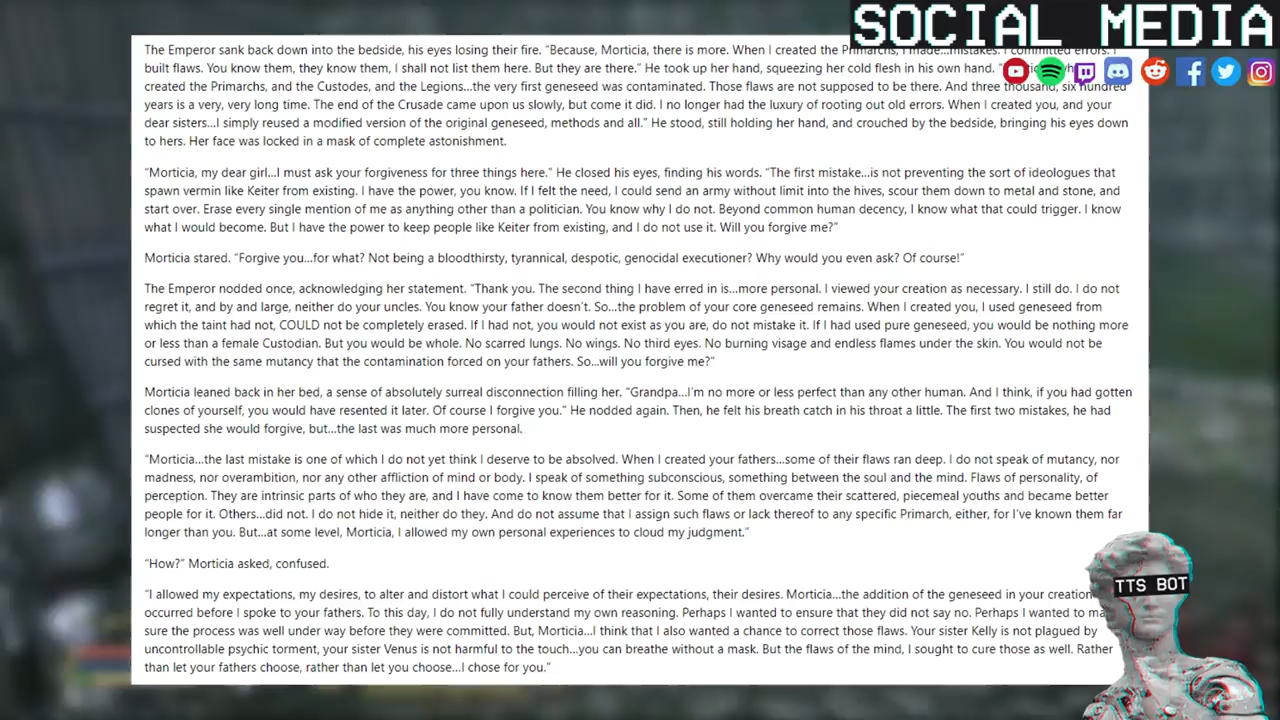 SOCIAL MEDIA
The Emperor sank back down into the bedside, his eyes losing their fire. “Because, Morticia, there is more. When I created the Primarchs, I made...mistakes. I committed errors. I
built flaws. You know them, they know them, I shall not list them here. But they are there.” He took up her hand, squeezing her cold flesh in his own hand.
created the Primarchs, and the Custodes, and the Legions...the very first geneseed was contaminated. Those flaws are not supposed to be there. And three thousand, six hundred
years is a very, very long time. The end of the Crusade came upon us slowly, but come it did. I no longer had the luxury of rooting out old errors. When I created you, and your
dear sisters...I simply reused a modified version of the original geneseed, methods and all.” He stood, still holding her hand, and crouched by the bedside, bringing his eyes down
to hers. Her face was locked in a mask of complete astonishment.
“Morticia, my dear girl...I must ask your forgiveness for three things here.” He closed his eyes, finding his words. “The first mistake...is not preventing the sort of ideologues that
spawn vermin like Keiter from existing. I have the power, you know. If I felt the need, I could send an army without limit into the hives, scour them down to metal and stone, and
start over. Erase every single mention of me as anything other than a politician. You know why I do not. Beyond common human decency, I know what that could trigger. I know
what I would become. But I have the power to keep people like Keiter from existing, and I do not use it. Will you forgive me?”
Morticia stared. “Forgive you...for what? Not being a bloodthirsty, tyrannical, despotic, genocidal executioner? Why would you even ask? Of course!”
The Emperor nodded once, acknowledging her statement. “Thank you. The second thing I have erred in is...more personal. I viewed your creation as necessary. I still do. I do not
regret it, and by and large, neither do your uncles. You know your father doesn’t. So...the problem of your core geneseed remains. When I created you, I used geneseed from
which the taint had not, COULD not be completely erased. If I had not, you would not exist as you are, do not mistake it. If I had used pure geneseed, you would be nothing more
or less than a female Custodian. But you would be whole. No scarred lungs. No wings. No third eyes. No burning visage and endless flames under the skin. You would not be
cursed with the same mutancy that the contamination forced on your fathers. So...will you forgive me?”
Morticia leaned back in her bed, a sense of absolutely surreal disconnection filling her. “Grandpa...I’m no more or less perfect than any other human. And I think, if you had gotten
clones of yourself, you would have resented it later. Of course I forgive you.” He nodded again. Then, he felt his breath catch in his throat a little. The first two mistakes, he had
suspected she would forgive, but...the last was much more personal.
“Morticia...the last mistake is one of which I do not yet think I deserve to be absolved. When I created your fathers...some of their flaws ran deep. I do not speak of mutancy, nor
madness, nor overambition, nor any other affliction of mind or body. I speak of something subconscious, something between the soul and the mind. Flaws of personality, of
perception. They are intrinsic parts of who they are, and I have come to know them better for it. Some of them overcame their scattered, piecemeal youths and became better
people for it. Others...did not. I do not hide it, neither do they. And do not assume that I assign such flaws or lack thereof to any specific Primarch, either, for I’ve known them far
longer than you. But...at some level, Morticia, I allowed my own personal experiences to cloud my judgment.”
“How?” Morticia asked, confused.
“I allowed my expectations, my desires, to alter and distort what I could perceive of their expectations, their desires. Morticia...the addition of the geneseed in your creation
occurred before I spoke to your fathers. To this day, I do not fully understand my own reasoning. Perhaps I wanted to ensure that they did not say no. Perhaps I wanted to
sure the process was well under way before they were committed. But, Morticia...I think that I also wanted a chance to correct those flaws. Your sister Kelly is not plagued by
uncontrollable psychic torment, your sister Venus is not harmful to the touch...you can breathe without a mask. But the flaws of the mind, I sought to cure those as well. Rather
than let your fathers choose, rather than let you choose...I chose for you.”
TTS BOT